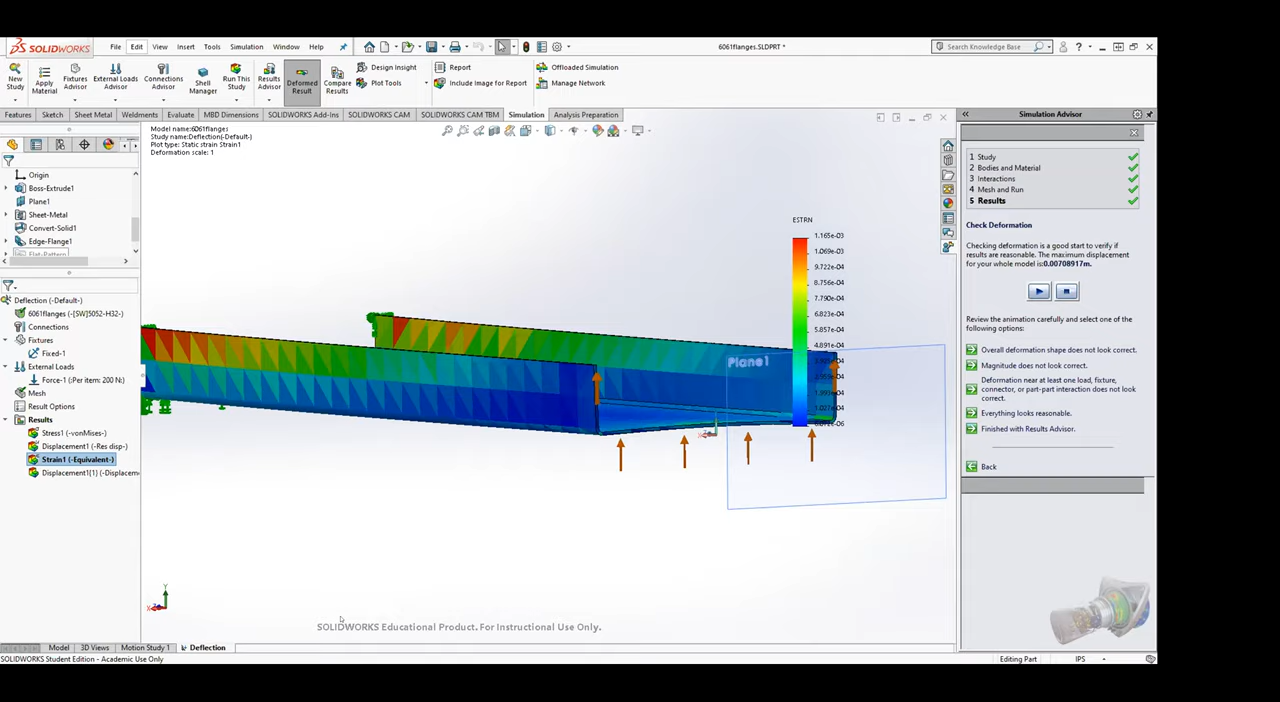 SOLIDWORKS File Edit View Insert Tools Simulation Window Help 6061flanges.SLDPRT * Search Knowledge Base
New Study Apply Material Fixtures Advisor External Loads Advisor Connections Advisor Shell Manager Run This Study Results Advisor Deformed Result Compare Results Design Insight Plot Tools Report Include Image for Report Offloaded Simulation Manage Network
Features Sketch Sheet Metal Weldments Evaluate MBD Dimensions SOLIDWORKS Add-Ins SOLIDWORKS CAM SOLIDWORKS CAM TBM Simulation Analysis Preparation
Model name:6061flanges
Study name:Deflection(-Default-)
Plot type: Static strain Strain1
Deformation scale: 1
Origin
Boss-Extrude1
Plane1
Sheet-Metal
Convert-Solid1
Edge-Flange1
Flat-Pattern
Deflection (-Default-)
6061flanges (-[SW]5052-H32-)
Connections
Fixtures
Fixed-1
External Loads
Force-1 (:Per item: 200 N:)
Mesh
Result Options
Results
Stress1 (-vonMises-)
Displacement1 (-Res disp-)
Strain1 (-Equivalent-)
Displacement1[1] (-Displacem
ESTRN
1.165e-03
1.069e-03
9.722e-04
8.756e-04
7.790e-04
6.823e-04
5.857e-04
4.891e-04
Plane1
SOLIDWORKS Educational Product. For Instructional Use Only.
Simulation Advisor
1 Study
2 Bodies and Material
3 Interactions
4 Mesh and Run
5 Results
Check Deformation
Checking deformation is a good start to verify if
results are reasonable. The maximum displacement
for your whole model is:0.00708917m.
Review the animation carefully and select one of the
following options:
Overall deformation shape does not look correct.
Magnitude does not look correct.
Deformation near at least one load, fixture,
connector, or part-part interaction does not look
correct.
Everything looks reasonable.
Finished with Results Advisor.
Back
Model 3D Views Motion Study 1 Deflection
SOLIDWORKS Student Edition - Academic Use Only Editing Part IPS